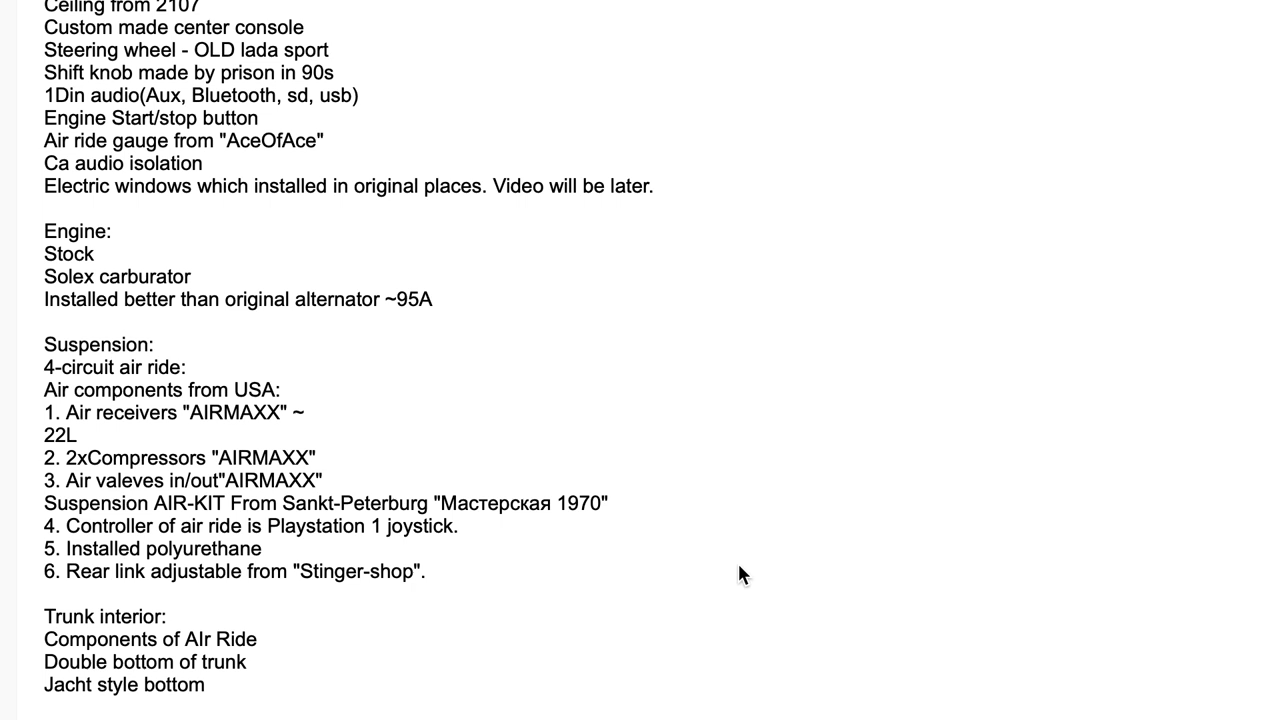 Ceiling from 2107
Custom made center console
Steering wheel - OLD lada sport
Shift knob made by prison in 90s
1Din audio(Aux, Bluetooth, sd, usb)
Engine Start/stop button
Air ride gauge from "AceOfAce"
Ca audio isolation
Electric windows which installed in original places. Video will be later.
Engine:
Stock
Solex carburator
Installed better than original alternator ~95A
Suspension:
4-circuit air ride:
Air components from USA:
1. Air receivers "AIRMAXX" ~
22L
2. 2xCompressors "AIRMAXX"
3. Air valeves in/out"AIRMAXX"
Suspension AIR-KIT From Sankt-Peterburg "Мастерская 1970"
4. Controller of air ride is Playstation 1 joystick.
5. Installed polyurethane
6. Rear link adjustable from "Stinger-shop".
Trunk interior:
Components of AIr Ride
Double bottom of trunk
Jacht style bottom